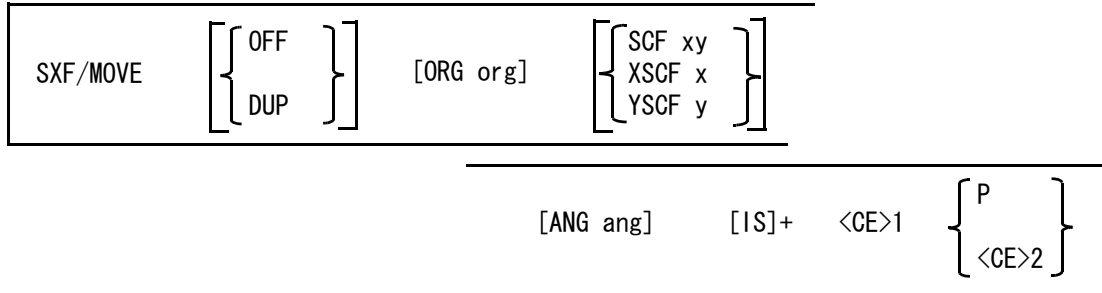 OFF SCF xy
SXF/MOVE [ORG org] XSCF x
DUP YSCF y
P
[ANG ang] [IS]+ <CE>1
<CE>2